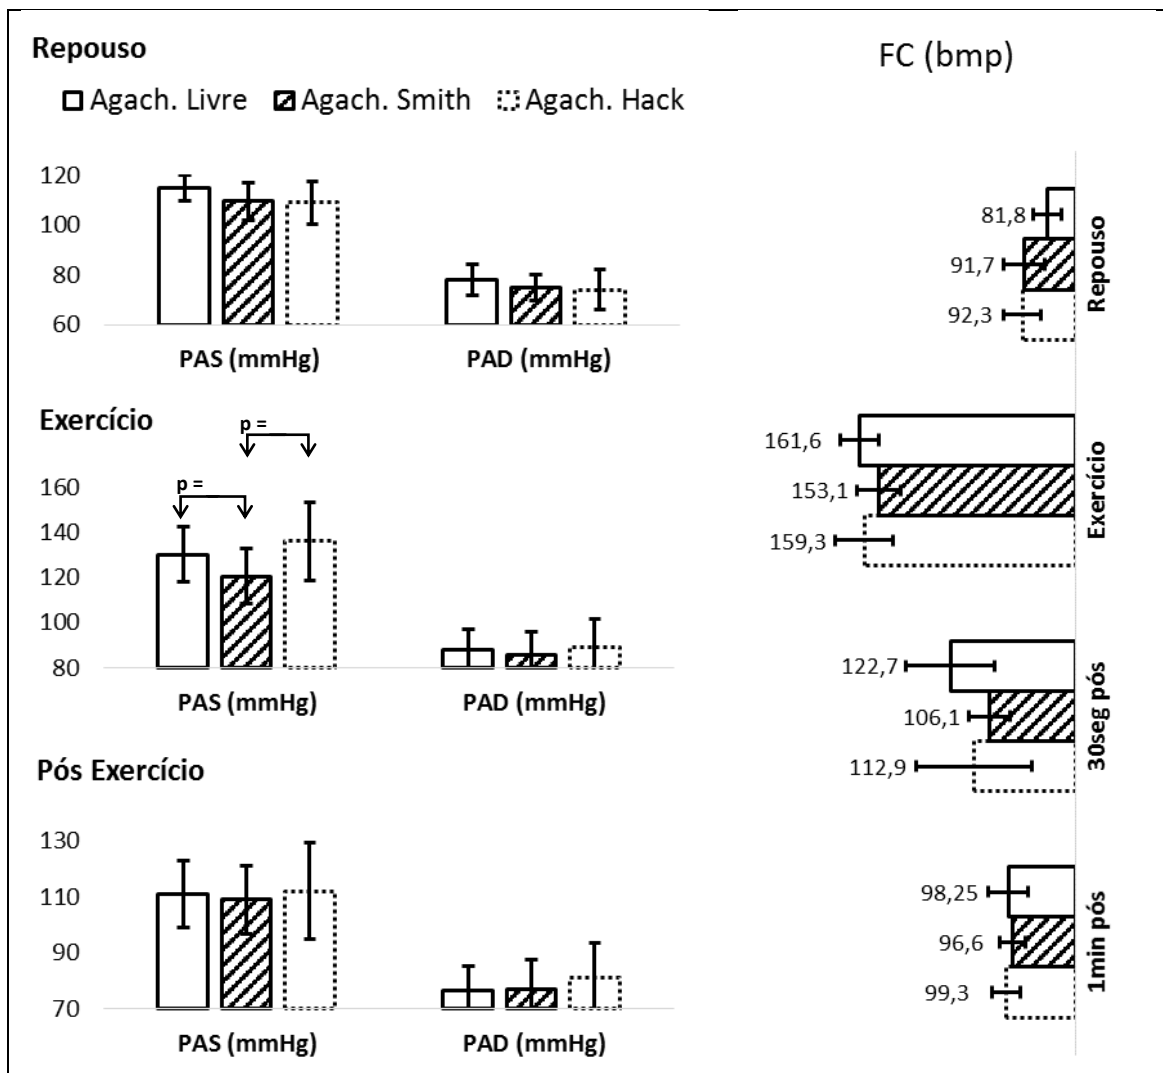 Repouso
Agach. Livre Agach. Smith Agach. Hack
120
100
80
60
PAS (mmHg) PAD (mmHg)
Exercício
p =
p =
160
140
120
100
80
PAS (mmHg) PAD (mmHg)
Pós Exercício
130
110
90
70
PAS (mmHg) PAD (mmHg)
FC (bmp)
81,8
91,7
92,3
Repouso
161,6
153,1
159,3
Exercício
122,7
106,1
112,9
30seg pós
98,25
96,6
99,3
1min pós